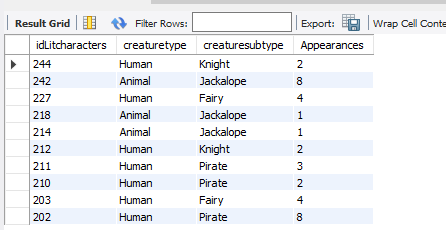 Result Grid Filter Rows: Export: Wrap Cell Conte
idLitcharacters creaturetype creaturesubtype Appearances
244 Human Knight 2
242 Animal Jackalope 8
227 Human Fairy 4
218 Animal Jackalope 1
214 Animal Jackalope 1
212 Human Knight 2
211 Human Pirate 3
210 Human Pirate 2
203 Human Fairy 4
202 Human Pirate 8